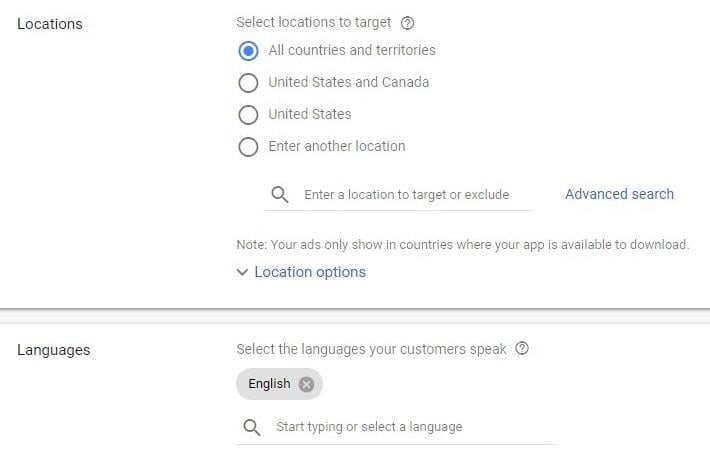 Locations
Select locations to target
All countries and territories
United States and Canada
United States
Enter another location
Enter a location to target or exclude
Advanced search
Note: Your ads only show in countries where your app is available to download.
Location options
Languages
Select the languages your customers speak
English
Start typing or select a language